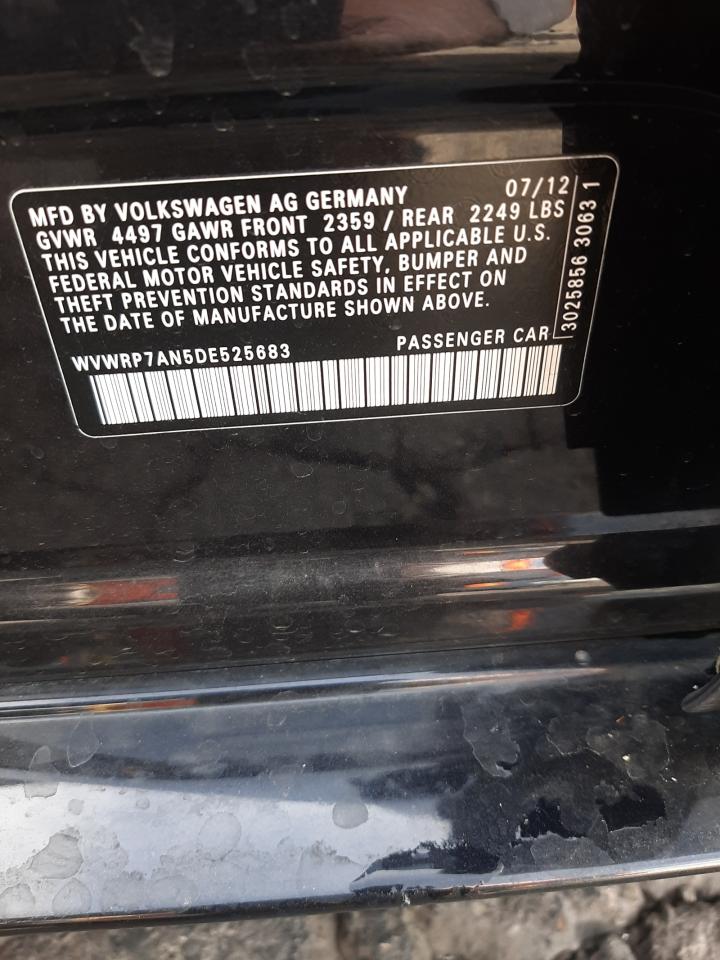 MFD BY VOLKSWAGEN AG GERMANY 07/12
GVWR 4497 GAWR FRONT 2359 / REAR 2249 LBS
THIS VEHICLE CONFORMS TO ALL APPLICABLE U.S.
FEDERAL MOTOR VEHICLE SAFETY, BUMPER AND
THEFT PREVENTION STANDARDS IN EFFECT ON
THE DATE OF MANUFACTURE SHOWN ABOVE.
WVWRP7AN5DE525683 PASSENGER CAR
3025856 3063 1